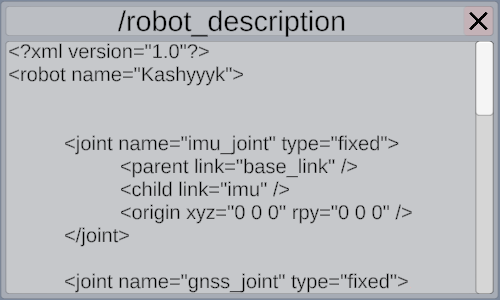 /robot_description
<?xml version="1.0"?>
<robot name="Kashyyyk">
<joint name="imu_joint" type="fixed">
<parent link="base_link" />
<child link="imu" />
<origin xyz="0 0 0" rpy="0 0 0" />
</joint>
<joint name="gnss_joint" type="fixed">